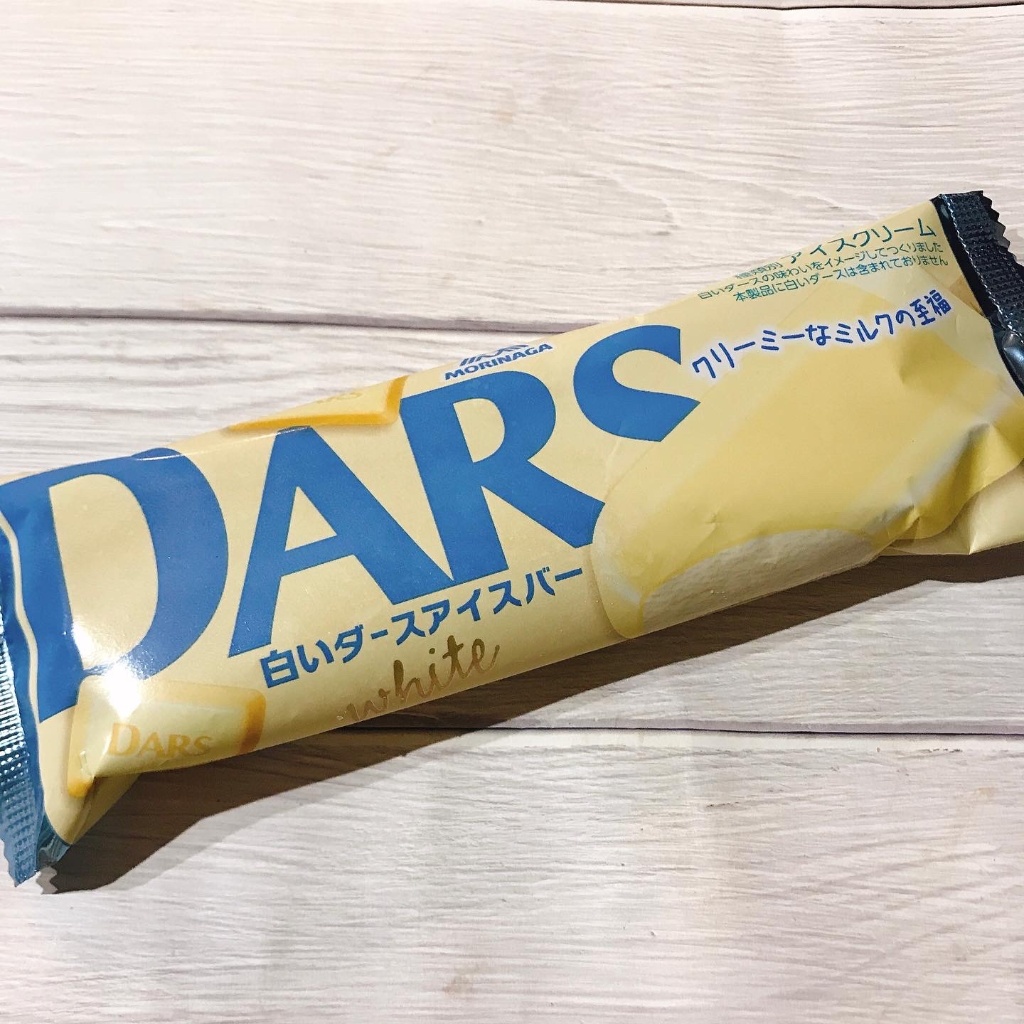 アイスクリーム
白いダースの味わいをイメージしてつくりました
本製品に白いダースは含まれておりません
クリーミーなミルクの至福
MORINAGA
DARS
白いダースアイスバー
white
DARS